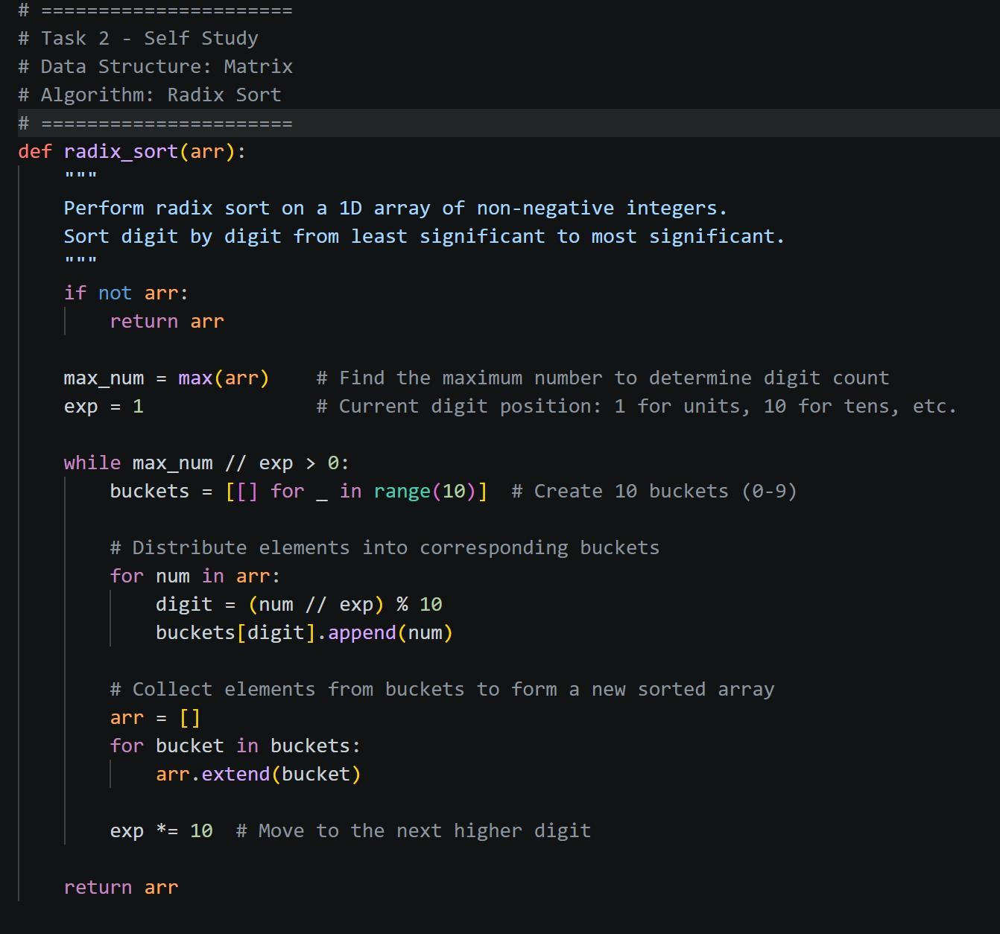 # ======================
# Task 2 - Self Study
# Data Structure: Matrix
# Algorithm: Radix Sort
# ======================
def radix_sort(arr):
    """
    Perform radix sort on a 1D array of non-negative integers.
    Sort digit by digit from least significant to most significant.
    """
    if not arr:
        return arr

    max_num = max(arr)    # Find the maximum number to determine digit count
    exp = 1               # Current digit position: 1 for units, 10 for tens, etc.

    while max_num // exp > 0:
        buckets = [[] for _ in range(10)]  # Create 10 buckets (0-9)

        # Distribute elements into corresponding buckets
        for num in arr:
            digit = (num // exp) % 10
            buckets[digit].append(num)

        # Collect elements from buckets to form a new sorted array
        arr = []
        for bucket in buckets:
            arr.extend(bucket)

        exp *= 10  # Move to the next higher digit

    return arr